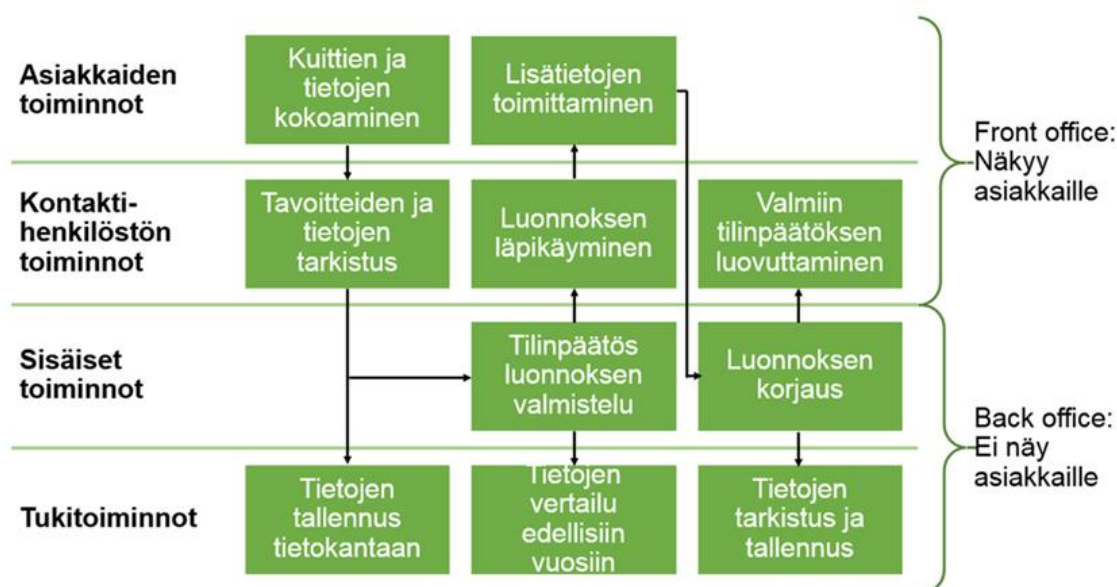 Asiakkaiden
toiminnot
Kuittien ja
tietojen
kokoaminen
Lisätietojen
toimittaminen
Kontakti-
henkilöstön
toiminnot
Tavoitteiden ja
tietojen
tarkistus
Luonnoksen
läpikäyminen
Valmiin
tilinpäätöksen
luovuttaminen
Front office:
Näkyy
asiakkaille
Sisäiset
toiminnot
Tilinpäätös
luonnoksen
valmistelu
Luonnoksen
korjaus
Tukitoiminnot
Tietojen
tallennus
tietokantaan
Tietojen
vertailu
edellisiin
vuosiin
Tietojen
tarkistus ja
tallennus
Back office:
Ei näy
asiakkaille